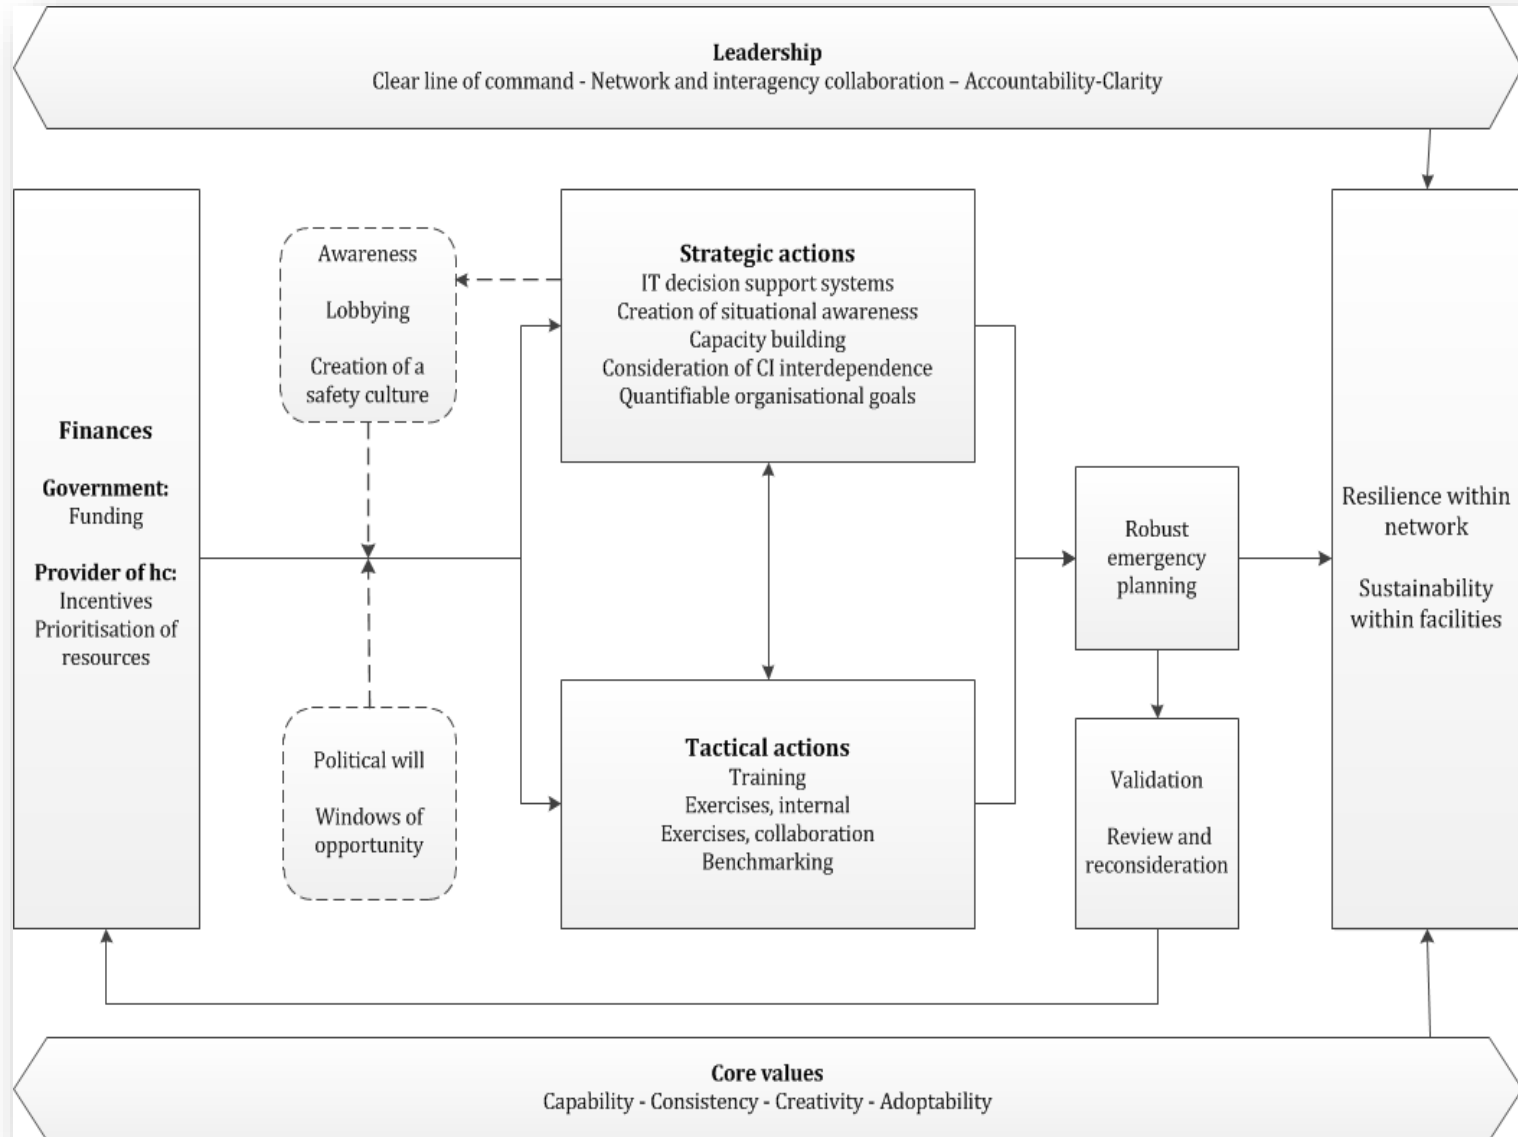 Leadership
Clear line of command - Network and interagency collaboration – Accountability-Clarity
Finances
Government:
Funding
Provider of hc:
Incentives
Prioritisation of
resources
Awareness
Lobbying
Creation of a
safety culture
Political will
Windows of
opportunity
Strategic actions
IT decision support systems
Creation of situational awareness
Capacity building
Consideration of CI interdependence
Quantifiable organisational goals
Tactical actions
Training
Exercises, internal
Exercises, collaboration
Benchmarking
Robust
emergency
planning
Validation
Review and
reconsideration
Resilience within
network
Sustainability
within facilities
Core values
Capability - Consistency - Creativity - Adoptability